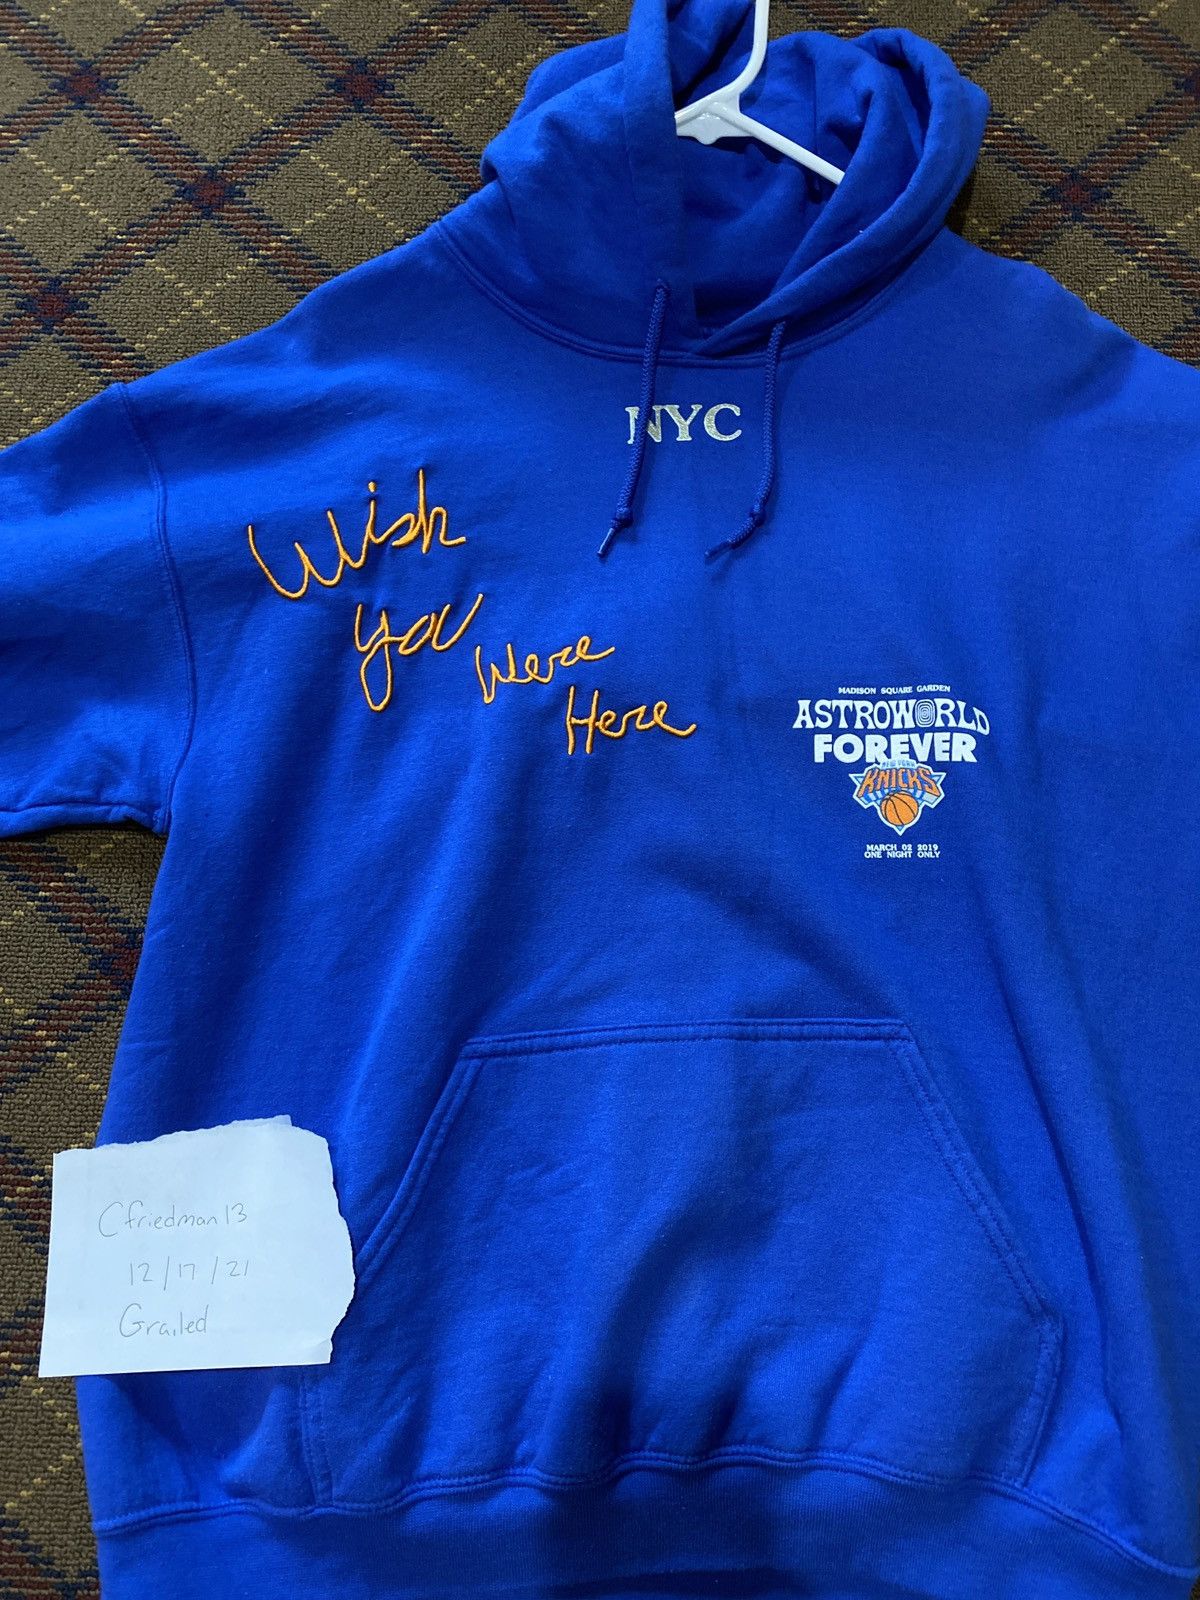 NYC
Wish
You
Were
Here
MADISON SQUARE GARDEN
ASTROWORLD
FOREVER
NEW YORK
KNICKS
MARCH 02 2019
ONE NIGHT ONLY
Cfriedman13
12/17/21
Grailed